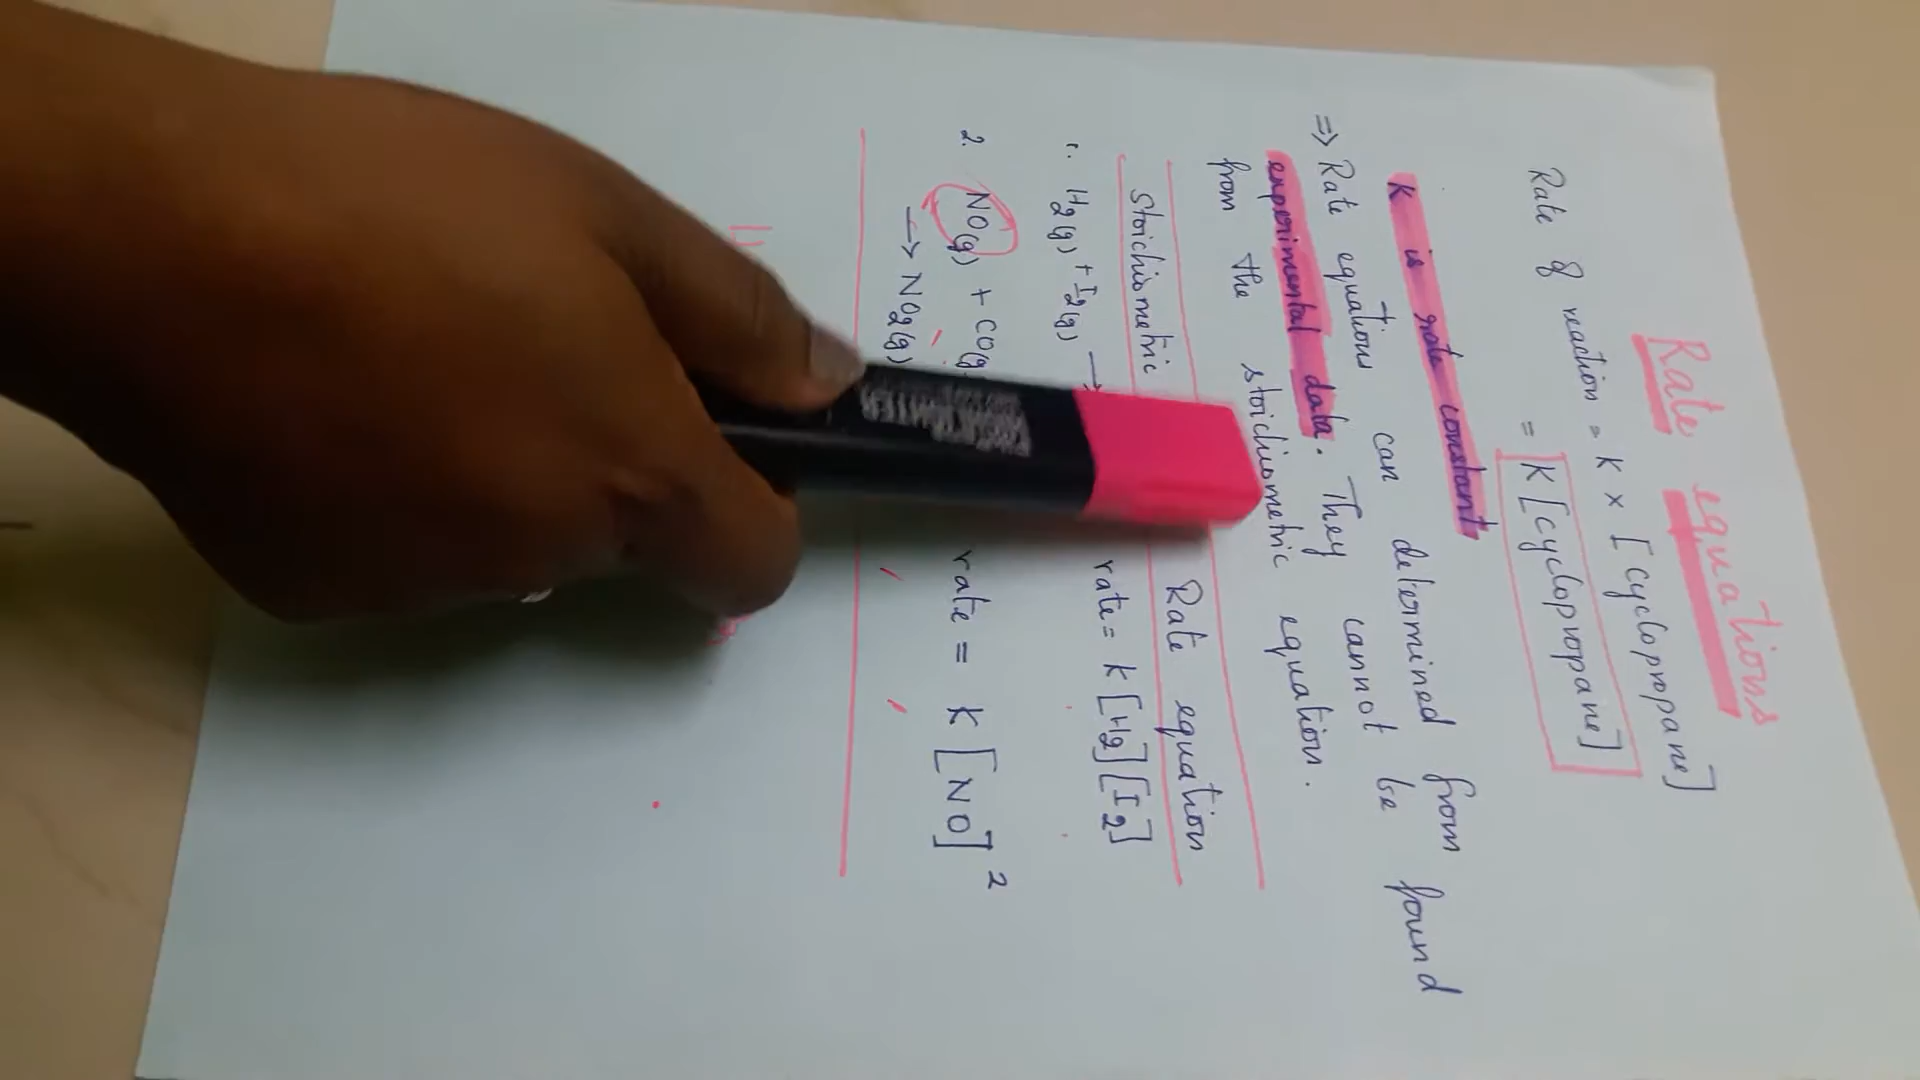 Rate equations
Rate of reaction = K × [cyclopropane]
= K [cyclopropane]
K is rate constant
⇒ Rate equations can determined from found
experimental data. They cannot be
from the stoichiometric equation.
Stoichiometric Rate equation
1. H2(g) + I2(g) → rate = K [H2] [I2]
2. NO(g) + CO(g rate = K [NO]2
→ NO2(g)